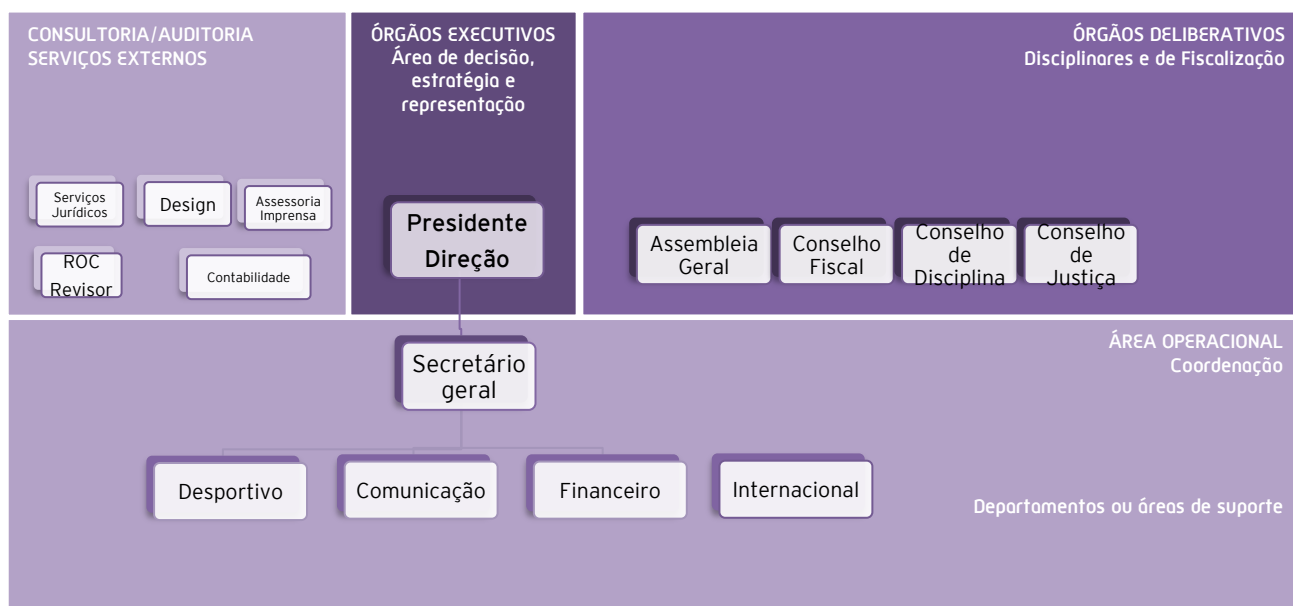 CONSULTORIA/AUDITORIA
SERVIÇOS EXTERNOS
Serviços
Jurídicos
Design
Assessoria
Imprensa
ROC
Revisor
Contabilidade
ÓRGÃOS EXECUTIVOS
Área de decisão,
estratégia e
representação
Presidente
Direção
ÓRGÃOS DELIBERATIVOS
Disciplinares e de Fiscalização
Assembleia
Geral
Conselho
Fiscal
Conselho
de
Disciplina
Conselho
de
Justiça
ÁREA OPERACIONAL
Coordenação
Secretário
geral
Desportivo
Comunicação
Financeiro
Internacional
Departamentos ou áreas de suporte